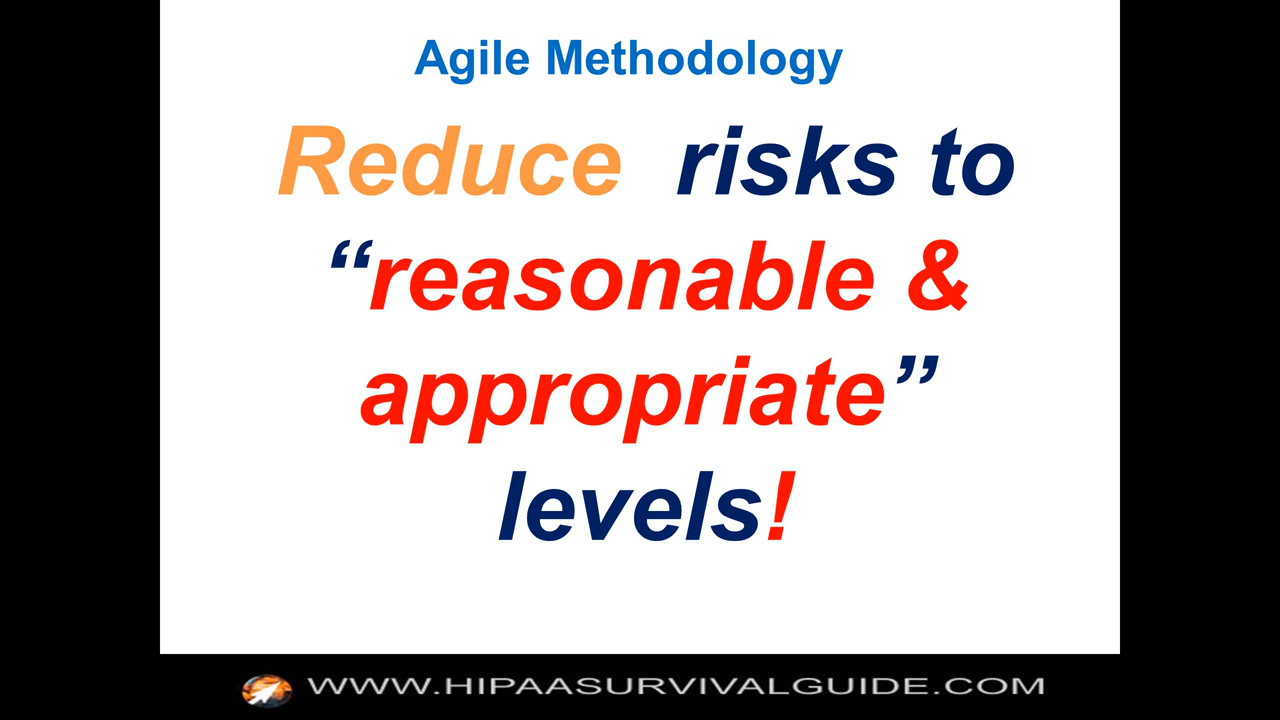 Agile Methodology
Reduce risks to
“reasonable &
appropriate”
levels!
WWW.HIPAASURVIVALGUIDE.COM